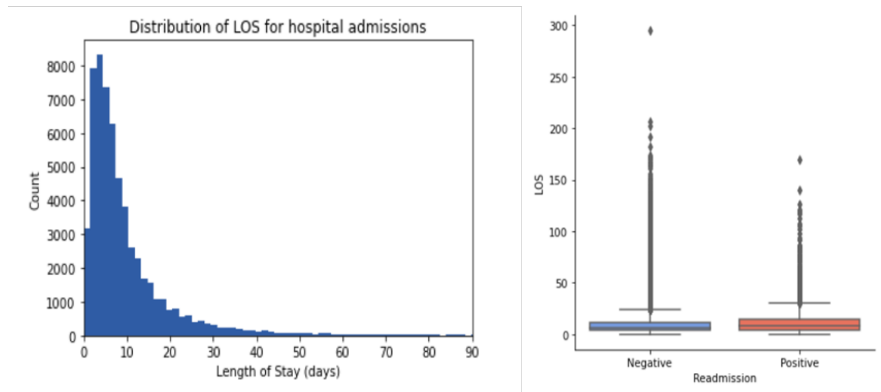 Distribution of LOS for hospital admissions
8000
7000
6000
5000
4000
3000
2000
1000
0
Count
0 10 20 30 40 50 60 70 80 90
Length of Stay (days)
300
250
200
150
100
50
0
LOS
Negative Positive
Readmission